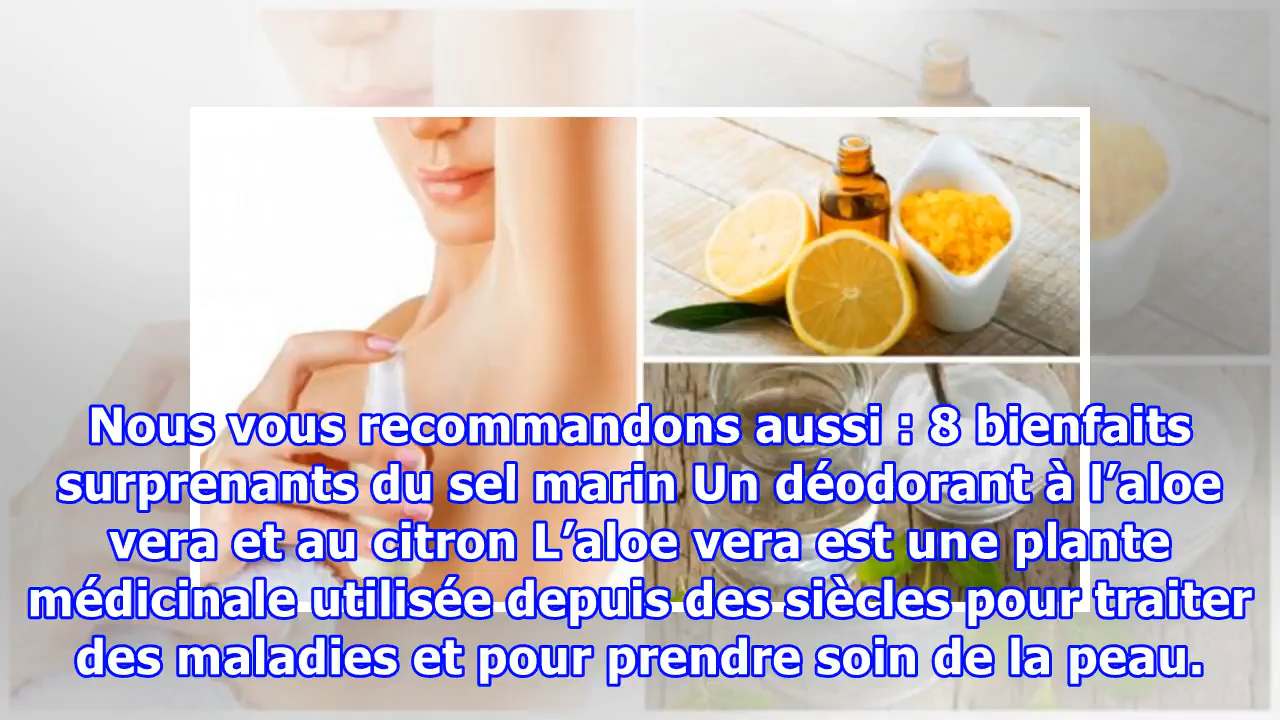 Nous vous recommandons aussi : 8 bienfaits
surprenants du sel marin Un déodorant à l’aloe
vera et au citron L’aloe vera est une plante
médicinale utilisée depuis des siècles pour traiter
des maladies et pour prendre soin de la peau.